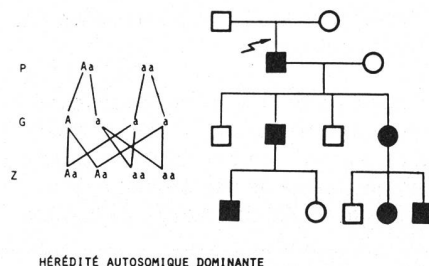 P Aa aa
G A a a a
Z Aa Aa aa aa
HÉRÉDITÉ AUTOSOMIQUE DOMINANTE